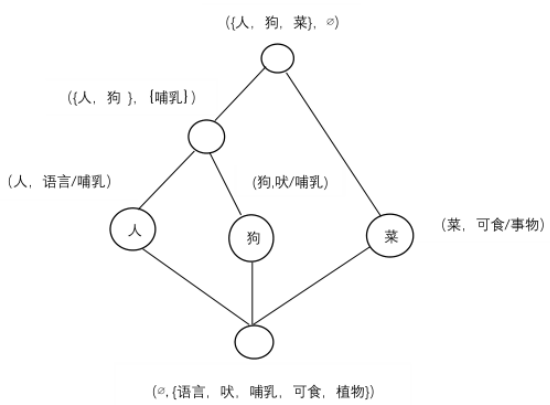 ({人，狗，菜}，∅)
({人，狗 }，{哺乳} )
(人，语言/哺乳)
(狗,吠/哺乳)
人
狗
菜
(菜，可食/事物)
(∅,{语言，吠，哺乳，可食，植物})